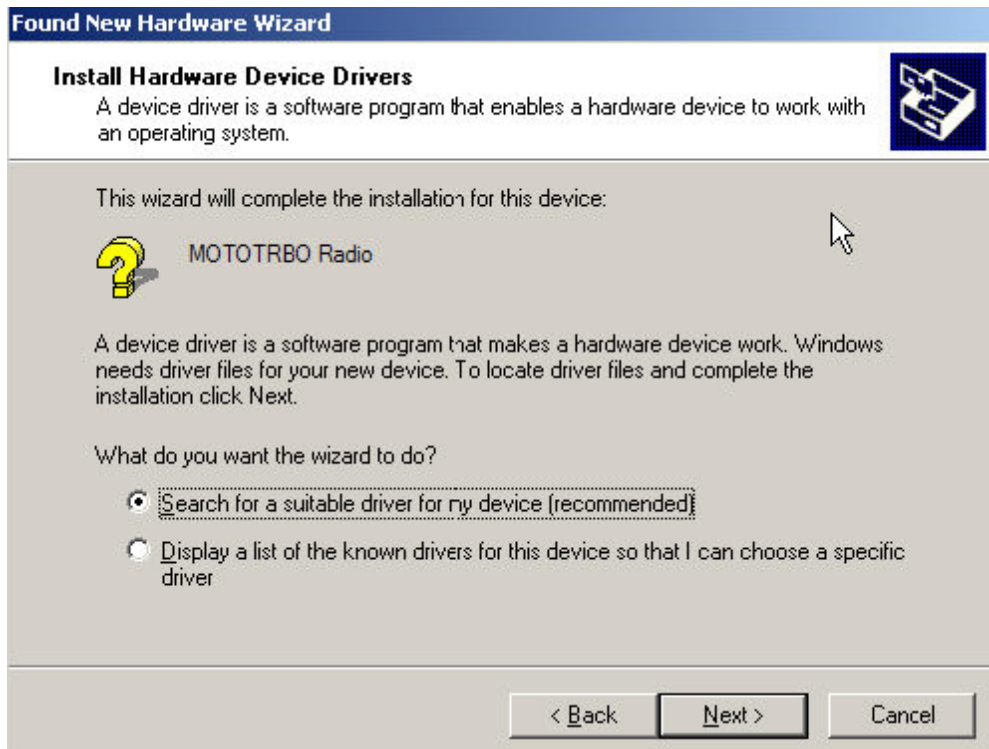 Found New Hardware Wizard
Install Hardware Device Drivers
A device driver is a software program that enables a hardware device to work with
an operating system.
This wizard will complete the installation for this device:
MOTOTRBO Radio
A device driver is a software program that makes a hardware device work. Windows
needs driver files for your new device. To locate driver files and complete the
installation click Next.
What do you want the wizard to do?
Search for a suitable driver for my device (recommended)
Display a list of the known drivers for this device so that I can choose a specific
driver
< Back Next > Cancel